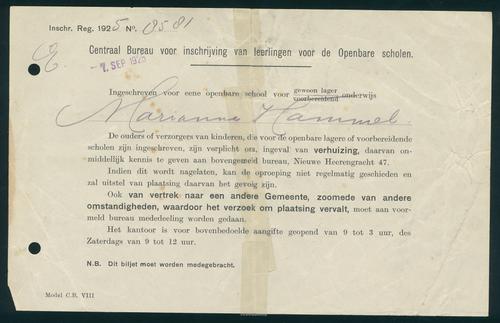 Inschr. Reg. 1925 No. 8581
E.
Centraal Bureau voor inschrijving van leerlingen voor de Openbare scholen.
-7. SEP 1925
Ingeschreven voor eene openbare school voor gewoon lager onderwijs
voorbereidend
Marianna Hammel.
De ouders of verzorgers van kinderen, die voor de openbare lagere of voorbereidende
scholen zijn ingeschreven, zijn verplicht om, ingeval van verhuizing, daarvan on-
middelijk kennis te geven aan bovengemeld bureau, Nieuwe Heerengracht 47.
Indien dit wordt nagelaten, kan de oproeping niet regelmatig geschieden en
zal uitstel van plaatsing daarvan het gevolg zijn.
Ook van vertrek naar een andere Gemeente, zoomede van andere
omstandigheden, waardoor het verzoek om plaatsing vervalt, moet aan voor-
meld bureau mededeeling worden gedaan.
Het kantoor is voor bovenbedoelde aangifte geopend van 9 tot 3 uur, des
Zaterdags van 9 tot 12 uur.
N.B. Dit biljet moet worden medegebracht.
Model C.B. VIII